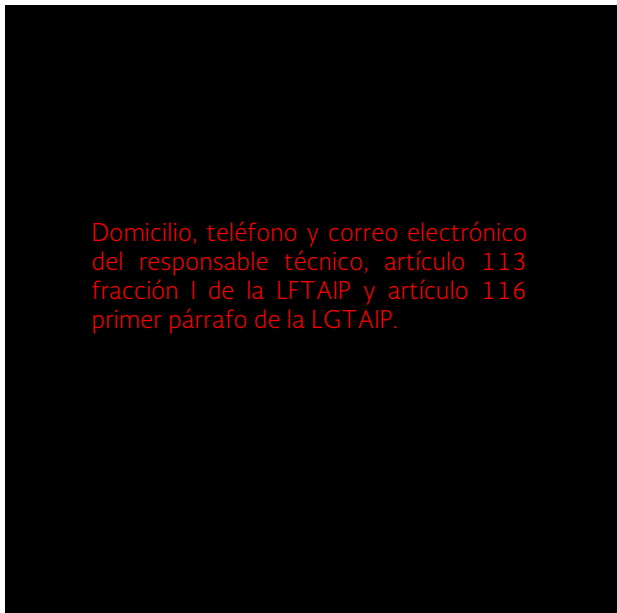 Domicilio, teléfono y correo electrónico
del responsable técnico, artículo 113
fracción I de la LFTAIP y artículo 116
primer párrafo de la LGTAIP.